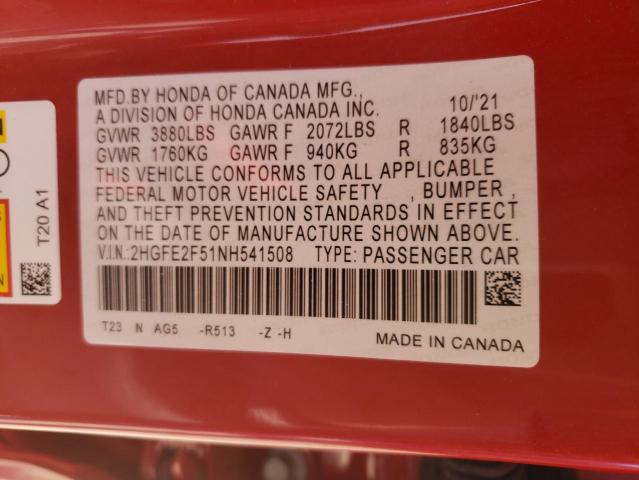 MFD.BY HONDA OF CANADA MFG.,
A DIVISION OF HONDA CANADA INC. 10/'21
GVWR 3880LBS GAWR F 2072LBS R 1840LBS
GVWR 1760KG GAWR F 940KG R 835KG
THIS VEHICLE CONFORMS TO ALL APPLICABLE
FEDERAL MOTOR VEHICLE SAFETY , BUMPER ,
AND THEFT PREVENTION STANDARDS IN EFFECT
ON THE DATE OF MANUFACTURE SHOWN ABOVE.
V.I.N.:2HGFE2F51NH541508 TYPE: PASSENGER CAR
T23 N AG5 -R513 -Z -H
MADE IN CANADA
T20 A1